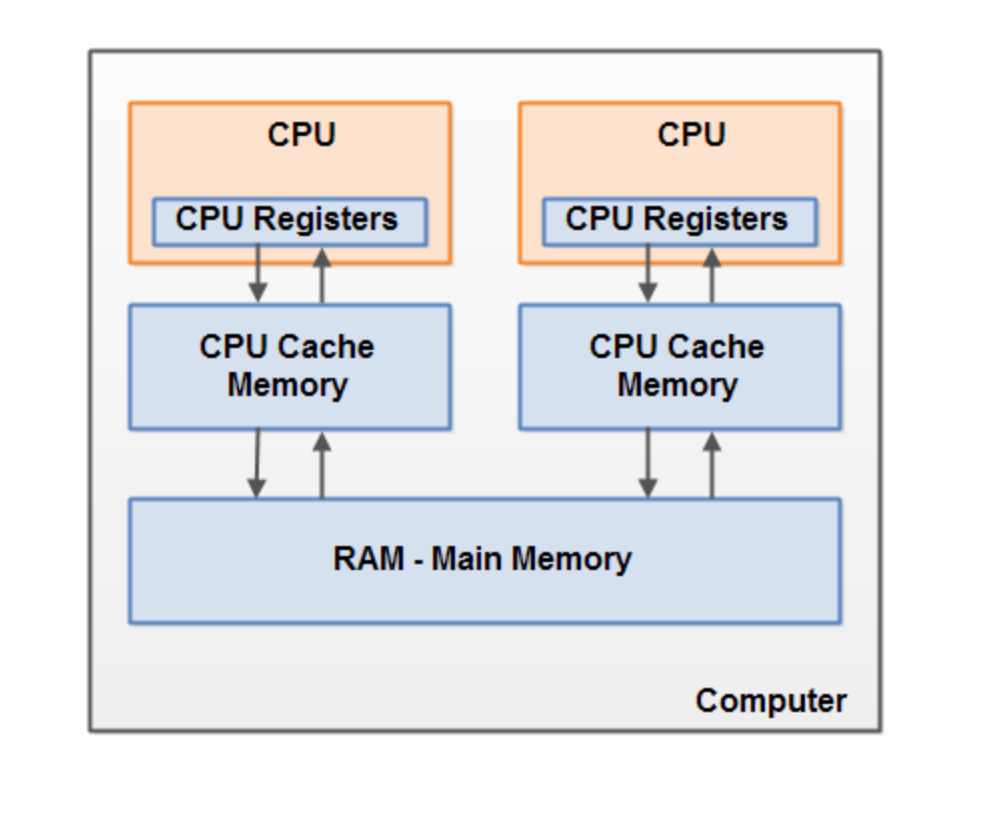 CPU
CPU
CPU Registers
CPU Registers
CPU Cache
Memory
CPU Cache
Memory
RAM - Main Memory
Computer